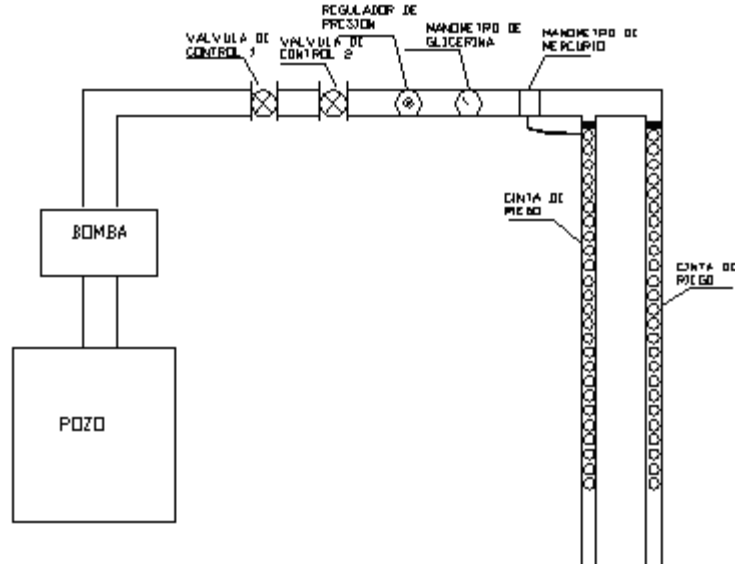 REGULADOR DE
PRESION
VALVULA DE
CONTROL 1
VALVULA DE
CONTROL 2
MANOMETRO DE
GLICERINA
MANOMETRO DE
MERCURIO
CINTA DE
RIEGO
BOMBA
CINTA DE
RIEGO
POZO